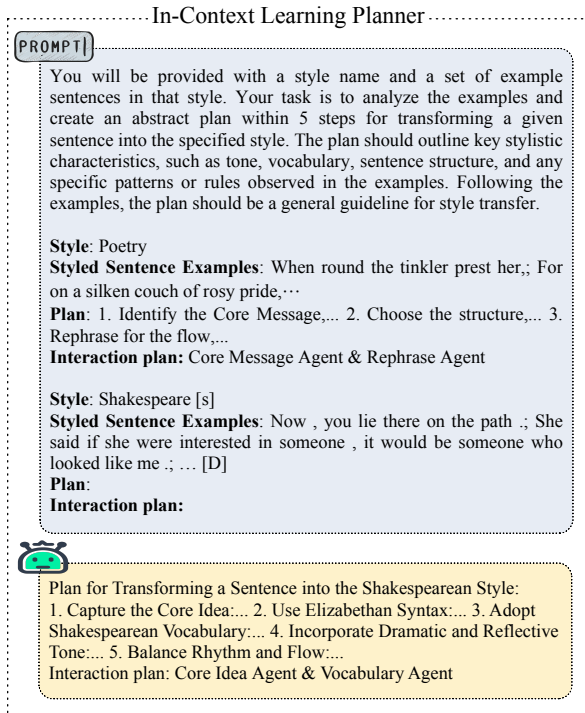 In-Context Learning Planner
PROMPT
You will be provided with a style name and a set of example
sentences in that style. Your task is to analyze the examples and
create an abstract plan within 5 steps for transforming a given
sentence into the specified style. The plan should outline key stylistic
characteristics, such as tone, vocabulary, sentence structure, and any
specific patterns or rules observed in the examples. Following the
examples, the plan should be a general guideline for style transfer.
Style: Poetry
Styled Sentence Examples: When round the tinkler prest her,; For
on a silken couch of rosy pride,⋯
Plan: 1. Identify the Core Message,... 2. Choose the structure,... 3.
Rephrase for the flow,...
Interaction plan: Core Message Agent & Rephrase Agent
Style: Shakespeare [s]
Styled Sentence Examples: Now , you lie there on the path .; She
said if she were interested in someone , it would be someone who
looked like me .; … [D]
Plan:
Interaction plan:
Plan for Transforming a Sentence into the Shakespearean Style:
1. Capture the Core Idea:... 2. Use Elizabethan Syntax:... 3. Adopt
Shakespearean Vocabulary:... 4. Incorporate Dramatic and Reflective
Tone:... 5. Balance Rhythm and Flow:...
Interaction plan: Core Idea Agent & Vocabulary Agent